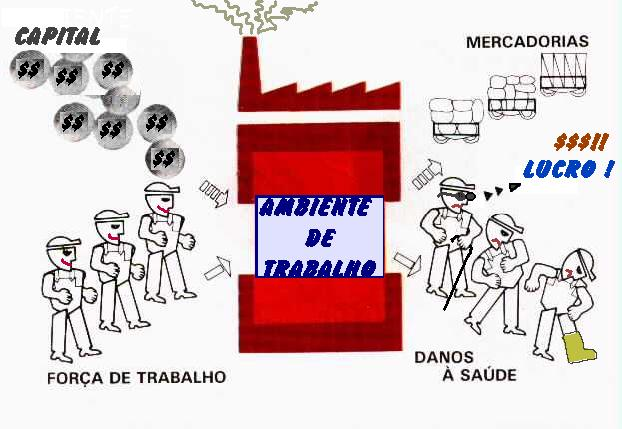 CAPITAL
$$ $$ $$
$$ $$ $$
$$
MERCADORIAS
$$$!!
LUCRO !
AMBIENTE
DE
TRABALHO
FORÇA DE TRABALHO
DANOS
À SAÚDE